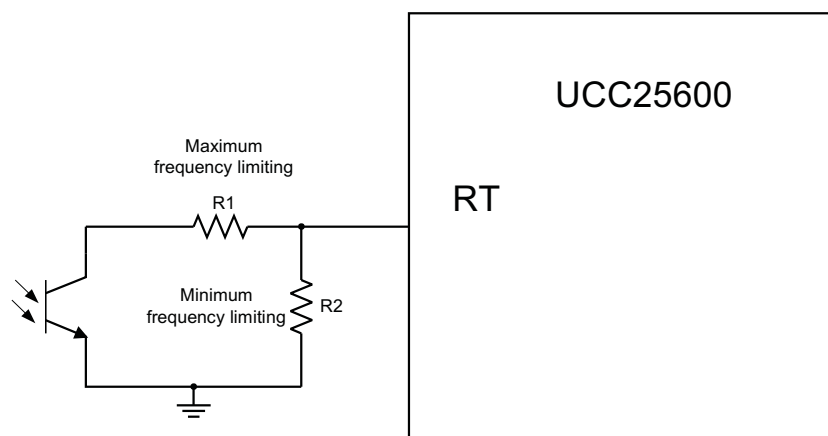 UCC25600
Maximum
frequency limiting
R1
RT
Minimum
frequency limiting
R2